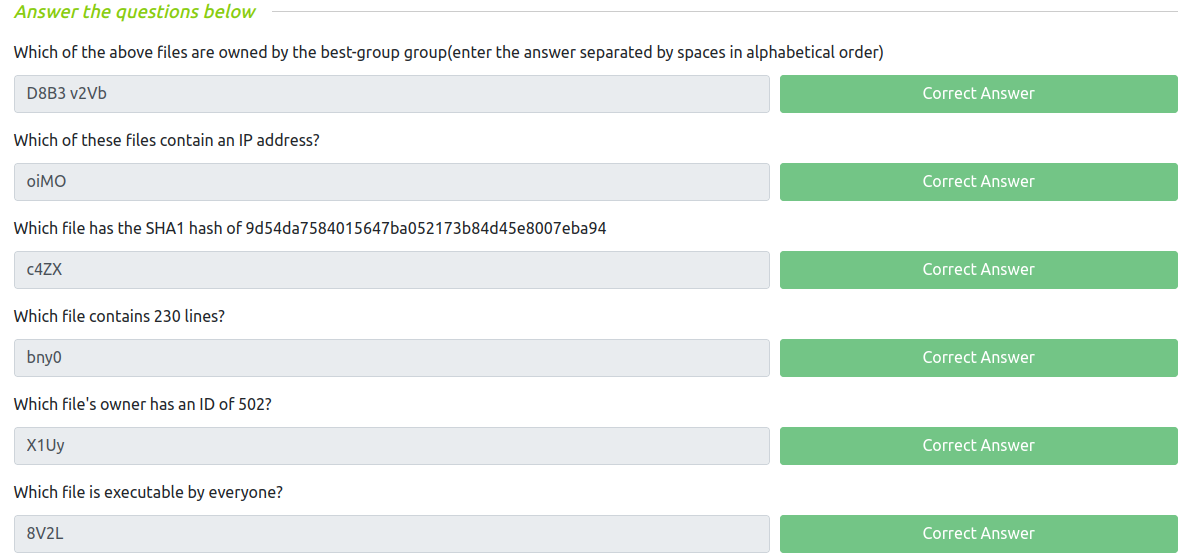 Answer the questions below
Which of the above files are owned by the best-group group(enter the answer separated by spaces in alphabetical order)
D8B3 v2Vb
Correct Answer
Which of these files contain an IP address?
oiMO
Correct Answer
Which file has the SHA1 hash of 9d54da7584015647ba052173b84d45e8007eba94
c4ZX
Correct Answer
Which file contains 230 lines?
bny0
Correct Answer
Which file's owner has an ID of 502?
X1Uy
Correct Answer
Which file is executable by everyone?
8V2L
Correct Answer